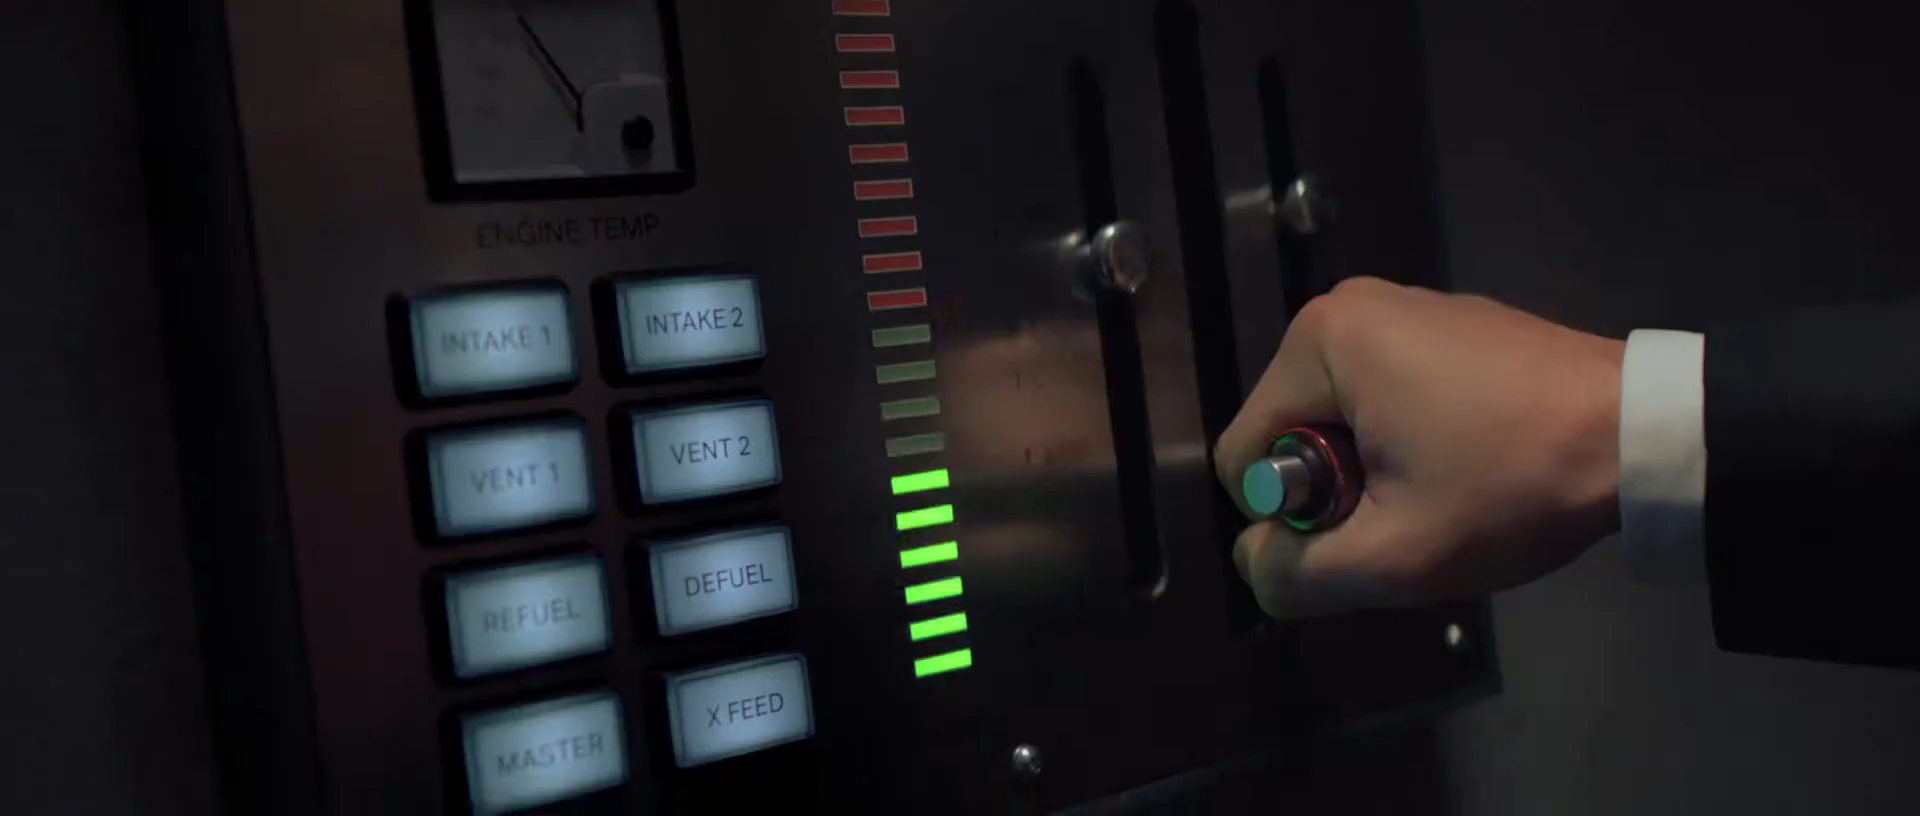 ENGINE TEMP
INTAKE 1
INTAKE 2
VENT 1
VENT 2
REFUEL
DEFUEL
MASTER
X FEED